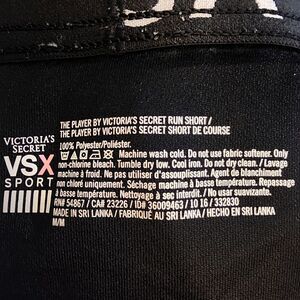 VICTORIA'S
SECRET
VSX
SPORT
THE PLAYER BY VICTORIA'S SECRET RUN SHORT/
THE PLAYER BY VICTORIA'S SECRET SHORT DE COURSE
100% Polyester/Poliéster.
Machine wash cold. Do not use fabric softener. Only
non-chlorine bleach. Tumble dry low. Cool iron. Do not dry clean. / Lavage
machine à froid. Ne pas utiliser d'assouplissant. Agent de blanchiment
non chloré uniquement. Séchage machine à basse température. Repassage
à basse température. Nettoyage à sec interdit. /
RN# 54867 / CA# 23226 / ID# 36009463 / 10 16 / 332830
MADE IN SRI LANKA / FABRIQUÉ AU SRI LANKA / HECHO EN SRI LANKA
M/M